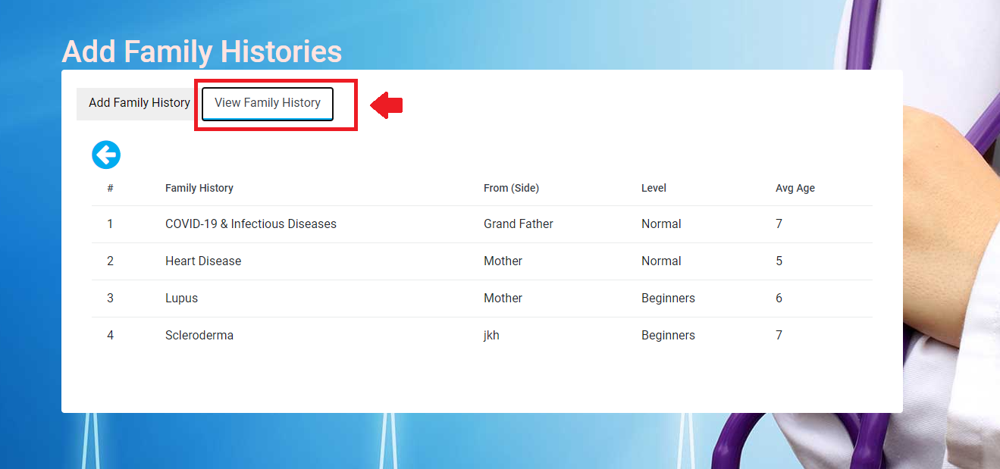 Add Family Histories
Add Family History View Family History
# Family History From (Side) Level Avg Age
1 COVID-19 & Infectious Diseases Grand Father Normal 7
2 Heart Disease Mother Normal 5
3 Lupus Mother Beginners 6
4 Scleroderma jkh Beginners 7